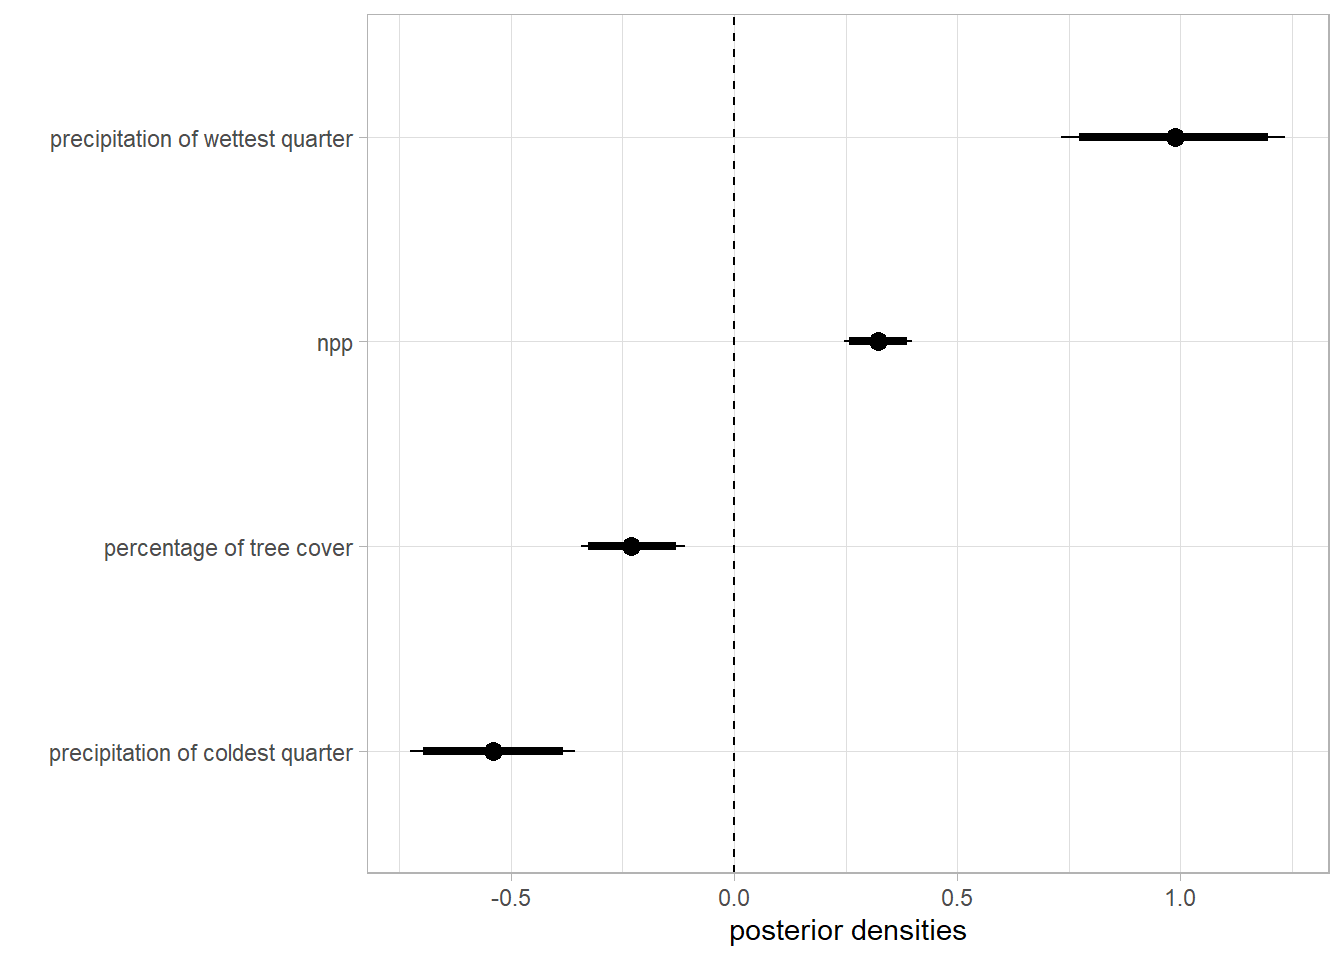 precipitation of wettest quarter
npp
percentage of tree cover
precipitation of coldest quarter
-0.5 0.0 0.5 1.0
posterior densities